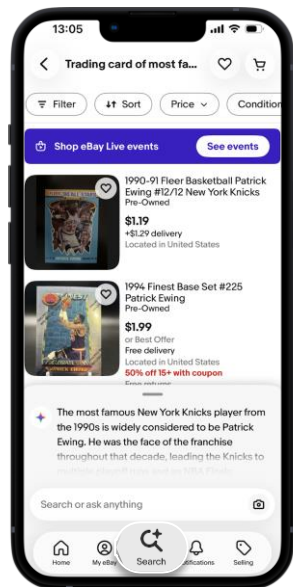 13:05
Trading card of most fa...
Filter
Sort
Price
Condition
Shop eBay Live events
See events
1990-91 Fleer Basketball Patrick
Ewing #12/12 New York Knicks
Pre-Owned
$1.19
+$1.29 delivery
Located in United States
1994 Finest Base Set #225
Patrick Ewing
Pre-Owned
$1.99
or Best Offer
Free delivery
Located in United States
50% off 15+ with coupon
Free returns
The most famous New York Knicks player from
the 1990s is widely considered to be Patrick
Ewing. He was the face of the franchise
throughout that decade, leading the Knicks to
Search or ask anything
Home
My eBay
Search
Notifications
Selling